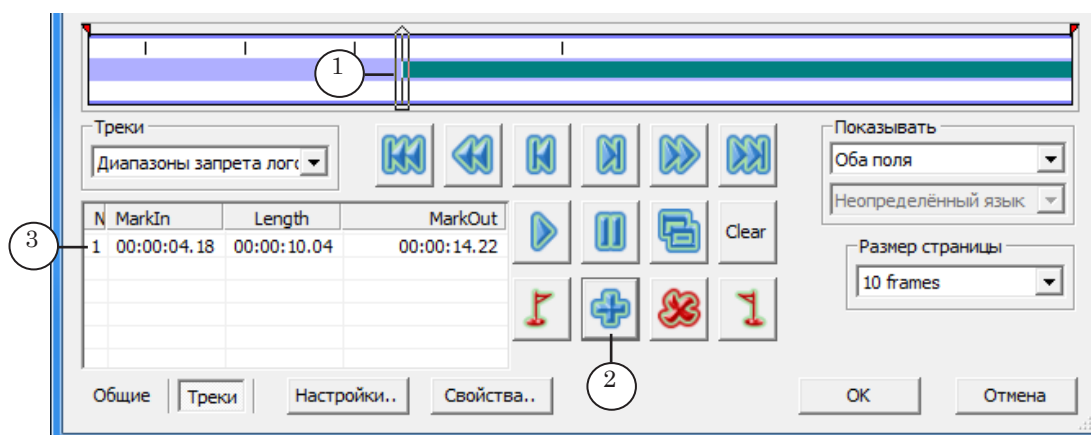 1
Треки
Диапазоны запрета лого
Показывать
Оба поля
Неопределённый язык
N MarkIn Length MarkOut
1 00:00:04.18 00:00:10.04 00:00:14.22
3
Clear
Размер страницы
10 frames
2
Общие Треки Настройки.. Свойства.. OK Отмена